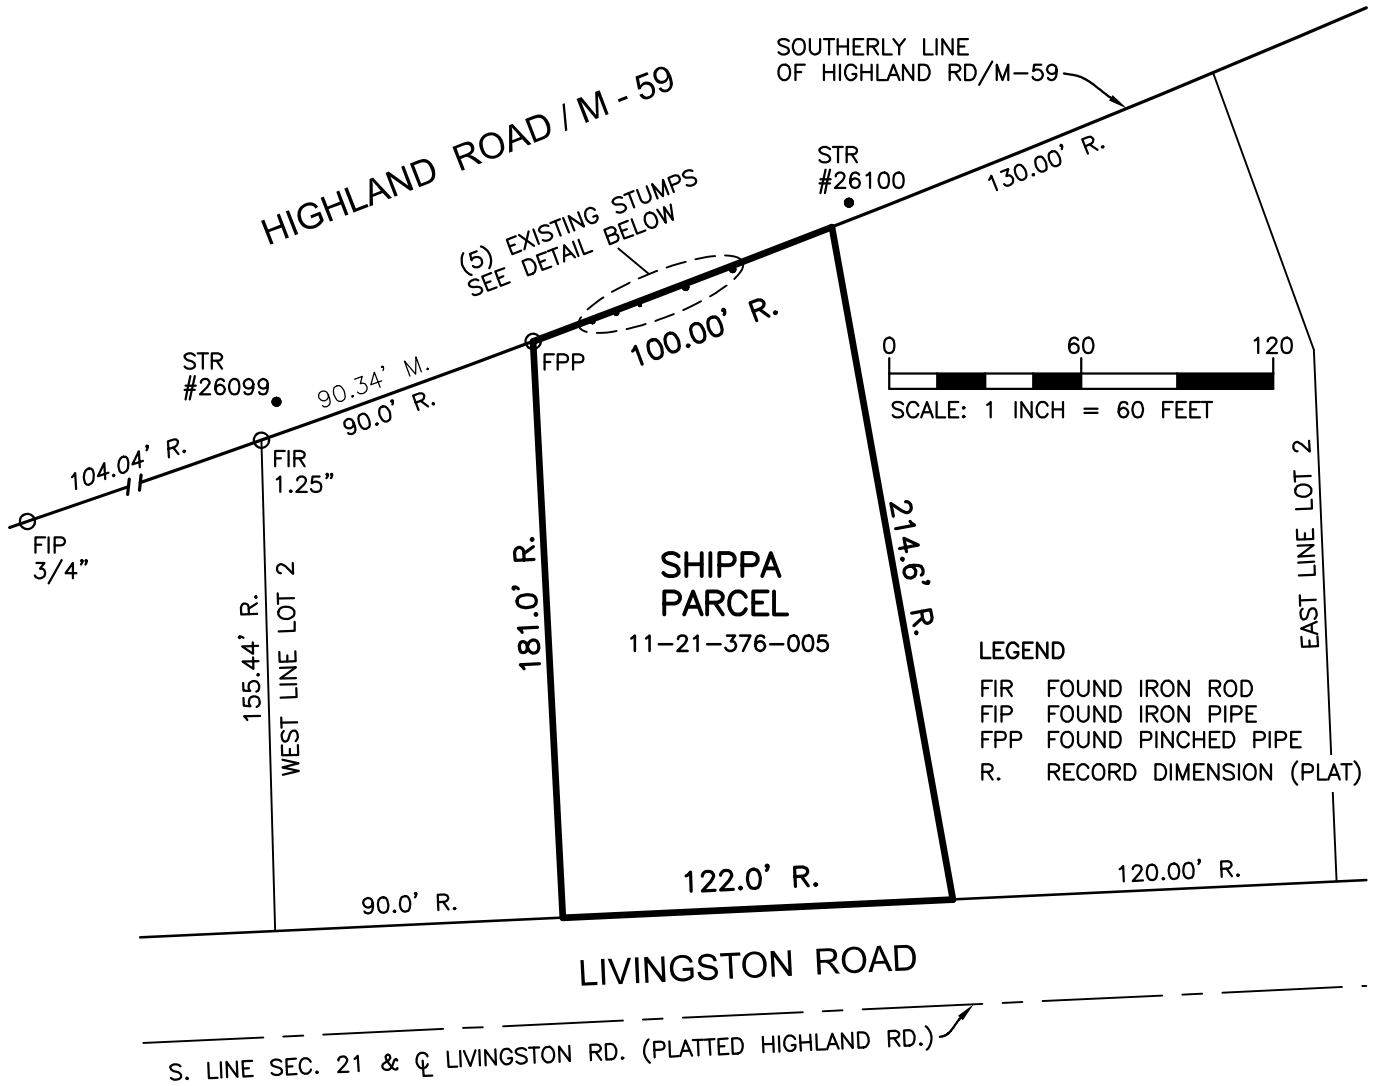 SOUTHERLY LINE
OF HIGHLAND RD/M-59
HIGHLAND ROAD / M - 59
STR
#26100
130.00' R.
(5) EXISTING STUMPS
SEE DETAIL BELOW
100.00' R.
FPP
STR
#26099
90.34' M.
90.0' R.
0 60 120
SCALE: 1 INCH = 60 FEET
104.04' R.
FIR
1.25"
FIP
3/4"
155.44' R.
WEST LINE LOT 2
181.0' R.
SHIPPA
PARCEL
11-21-376-005
214.6' R.
EAST LINE LOT 2
LEGEND
FIR FOUND IRON ROD
FIP FOUND IRON PIPE
FPP FOUND PINCHED PIPE
R. RECORD DIMENSION (PLAT)
90.0' R.
122.0' R.
120.00' R.
LIVINGSTON ROAD
S. LINE SEC. 21 & ℄ LIVINGSTON RD. (PLATTED HIGHLAND RD.)